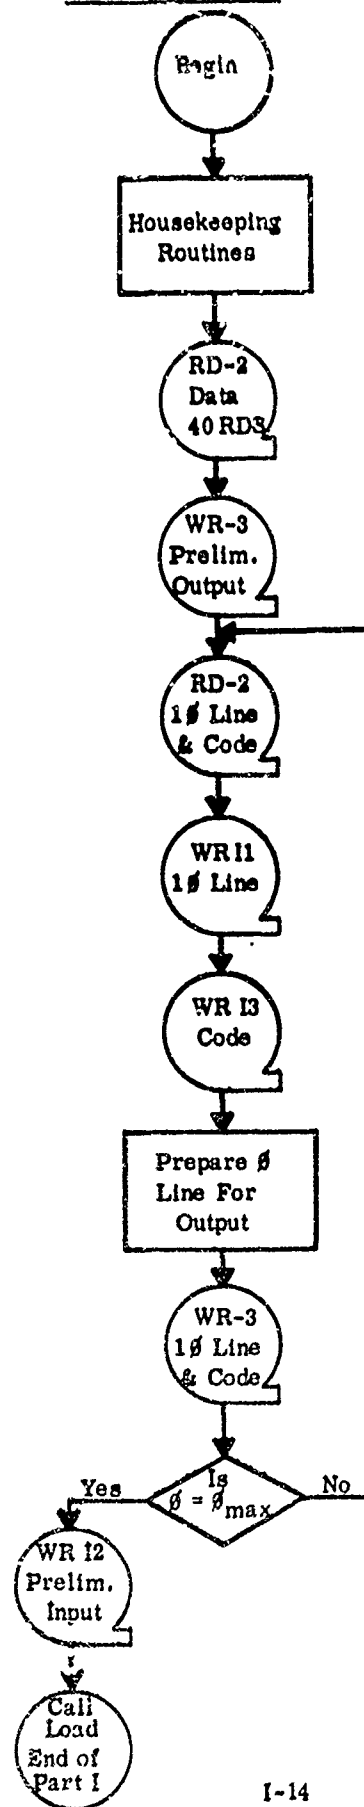 Begin
Housekeeping
Routines
RD-2
Data
40 RDS
WR-3
Prelim.
Output
RD-2
1ø Line
& Code
WR I1
1ø Line
WR I3
Code
Prepare ø
Line For
Output
WR-3
1ø Line
& Code
Yes
Is
ø = ø max
No
WR I2
Prelim.
Input
Call
Load
End of
Part I
I-14